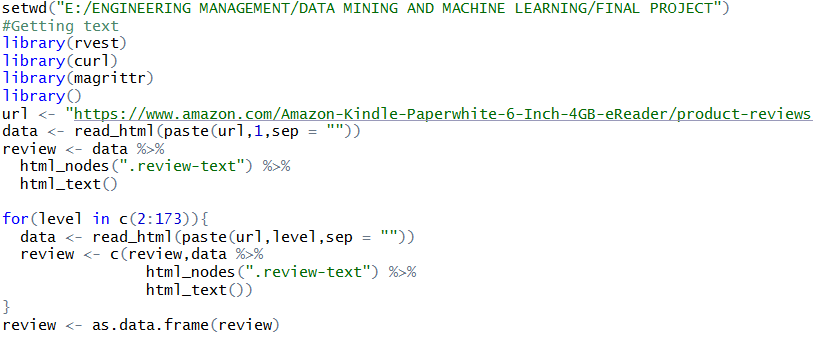 setwd("E:/ENGINEERING MANAGEMENT/DATA MINING AND MACHINE LEARNING/FINAL PROJECT")
#Getting text
library(rvest)
library(curl)
library(magrittr)
library()
url <- "https://www.amazon.com/Amazon-Kindle-Paperwhite-6-Inch-4GB-eReader/product-reviews
data <- read_html(paste(url,1,sep = ""))
review <- data %>%
  html_nodes(".review-text") %>%
  html_text()

for(level in c(2:173)){
  data <- read_html(paste(url,level,sep = ""))
  review <- c(review,data %>%
                html_nodes(".review-text") %>%
                html_text())
}
review <- as.data.frame(review)